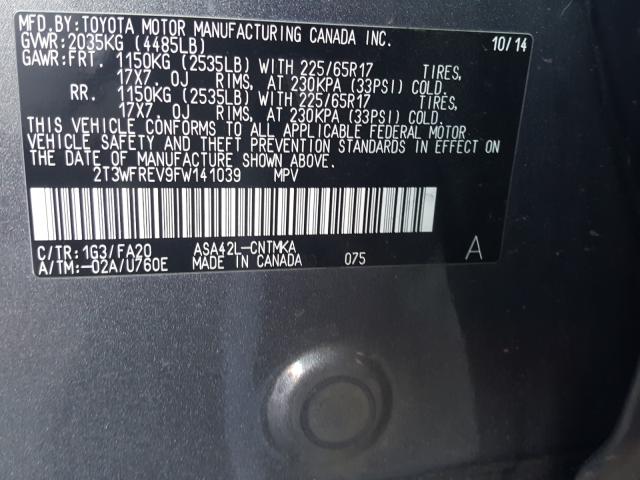 MFD.BY:TOYOTA MOTOR MANUFACTURING CANADA INC.
GVWR:2035KG (4485LB) 10/14
GAWR:FRT. 1150KG (2535LB) WITH 225/65R17 TIRES,
17X7.0J RIMS, AT 230KPA (33PSI) COLD.
RR. 1150KG (2535LB) WITH 225/65R17 TIRES,
17X7.0J RIMS, AT 230KPA (33PSI) COLD.
THIS VEHICLE CONFORMS TO ALL APPLICABLE FEDERAL MOTOR
VEHICLE SAFETY AND THEFT PREVENTION STANDARDS IN EFFECT ON
THE DATE OF MANUFACTURE SHOWN ABOVE.
2T3WFREV9FW141039 MPV
C/TR:1G3/FA20 ASA42L-CNTMKA A
A/TM:-02A/U760E MADE IN CANADA 075